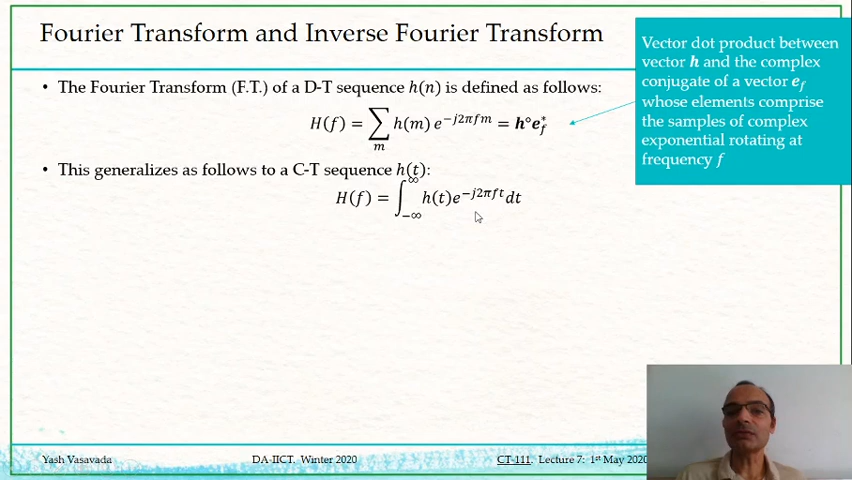 Fourier Transform and Inverse Fourier Transform
• The Fourier Transform (F.T.) of a D-T sequence h(n) is defined as follows:
H(f) = ∑_m h(m) e^{−j2πfm} = h°e_f^*
• This generalizes as follows to a C-T sequence h(t):
H(f) = ∫_{−∞}^{∞} h(t)e^{−j2πft}dt
Vector dot product between
vector h and the complex
conjugate of a vector e_f
whose elements comprise
the samples of complex
exponential rotating at
frequency f
Yash Vasavada DA-IICT. Winter 2020 CT-111. Lecture 7: 1st May 2020